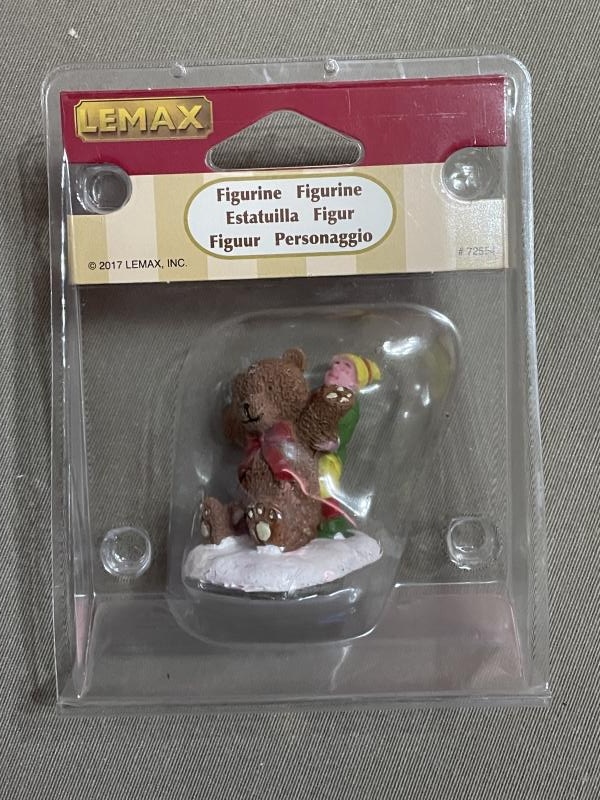 LEMAX
Figurine Figurine
Estatuilla Figur
Figuur Personaggio
© 2017 LEMAX, INC.